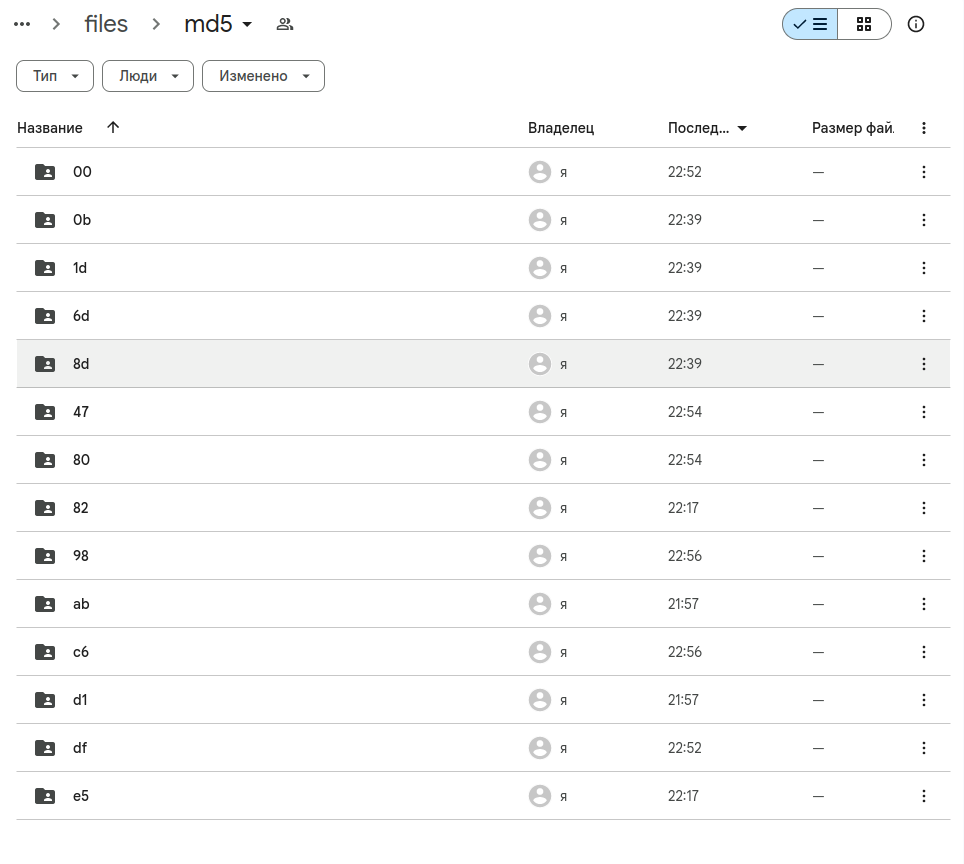 files md5
Тип Люди Изменено
Название Владелец Послед... Размер фай.
00 я 22:52 —
0b я 22:39 —
1d я 22:39 —
6d я 22:39 —
8d я 22:39 —
47 я 22:54 —
80 я 22:54 —
82 я 22:17 —
98 я 22:56 —
ab я 21:57 —
c6 я 22:56 —
d1 я 21:57 —
df я 22:52 —
e5 я 22:17 —